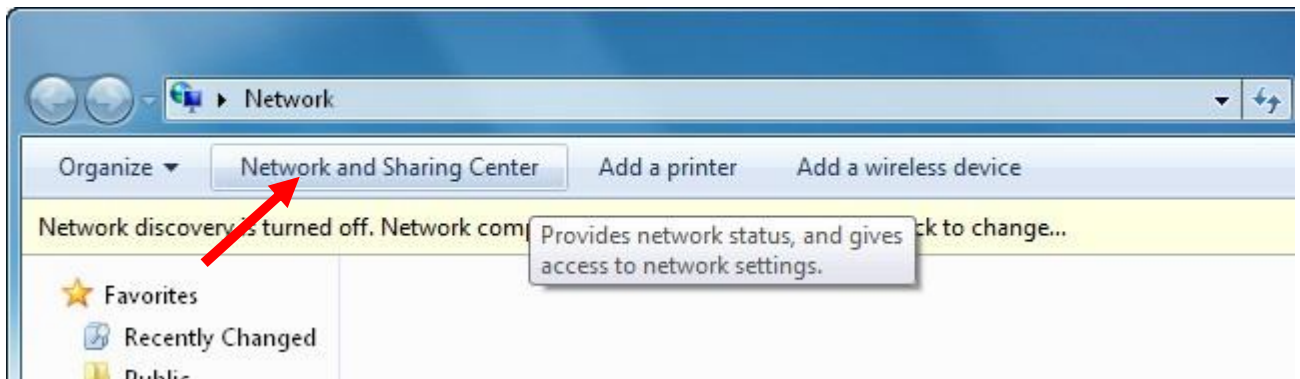 Network
Organize Network and Sharing Center Add a printer Add a wireless device
Network discovery is turned off. Network ck to change...
Provides network status, and gives
access to network settings.
Favorites
Recently Changed
Public